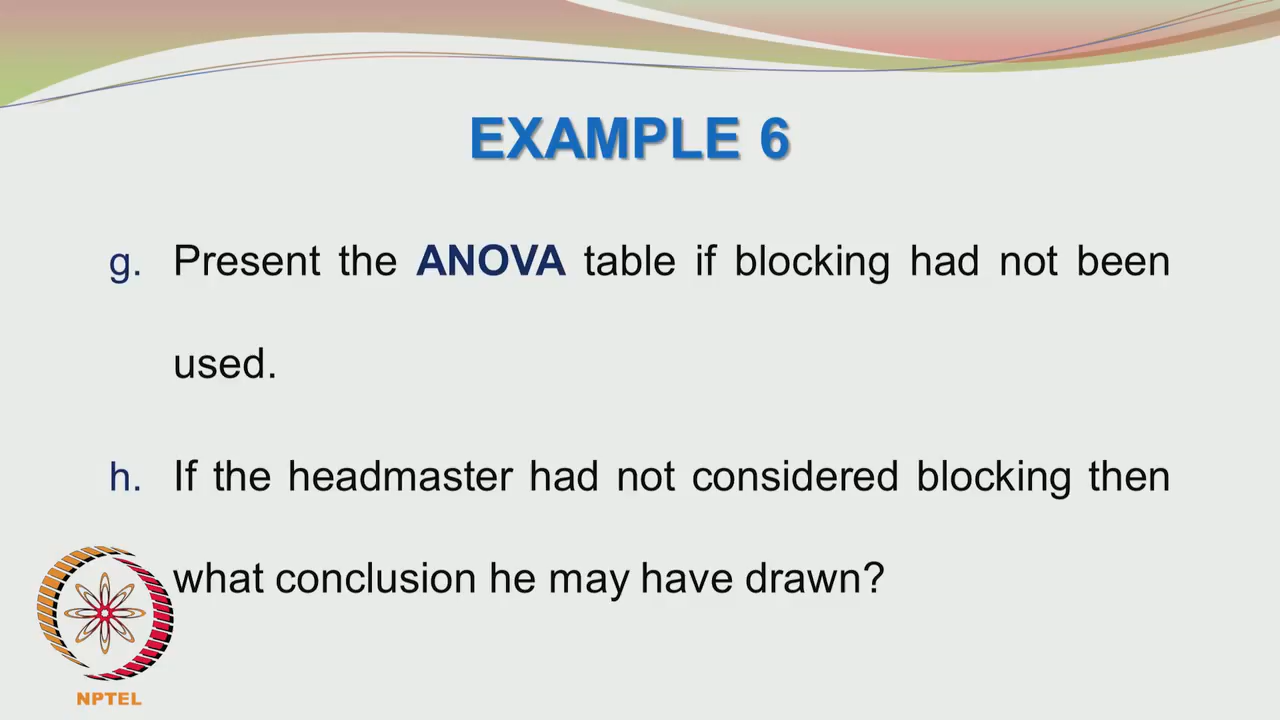 EXAMPLE 6
g. Present the ANOVA table if blocking had not been
used.
h. If the headmaster had not considered blocking then
what conclusion he may have drawn?
NPTEL